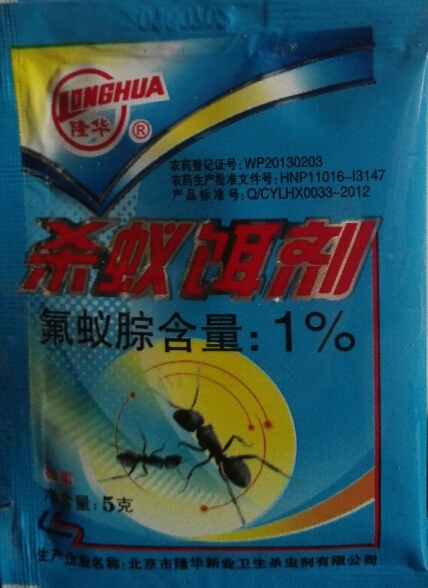 LONGHUA
隆华
®
农药登记证号：WP20130203
农药生产批准文件号：HNP11016-I3147
产品标准号：Q/CYLHX0033-2012
杀蚁饵剂
氟蚁腙含量：1%
微毒
净含量：5克
生产企业名称：北京市隆华新业卫生杀虫剂有限公司